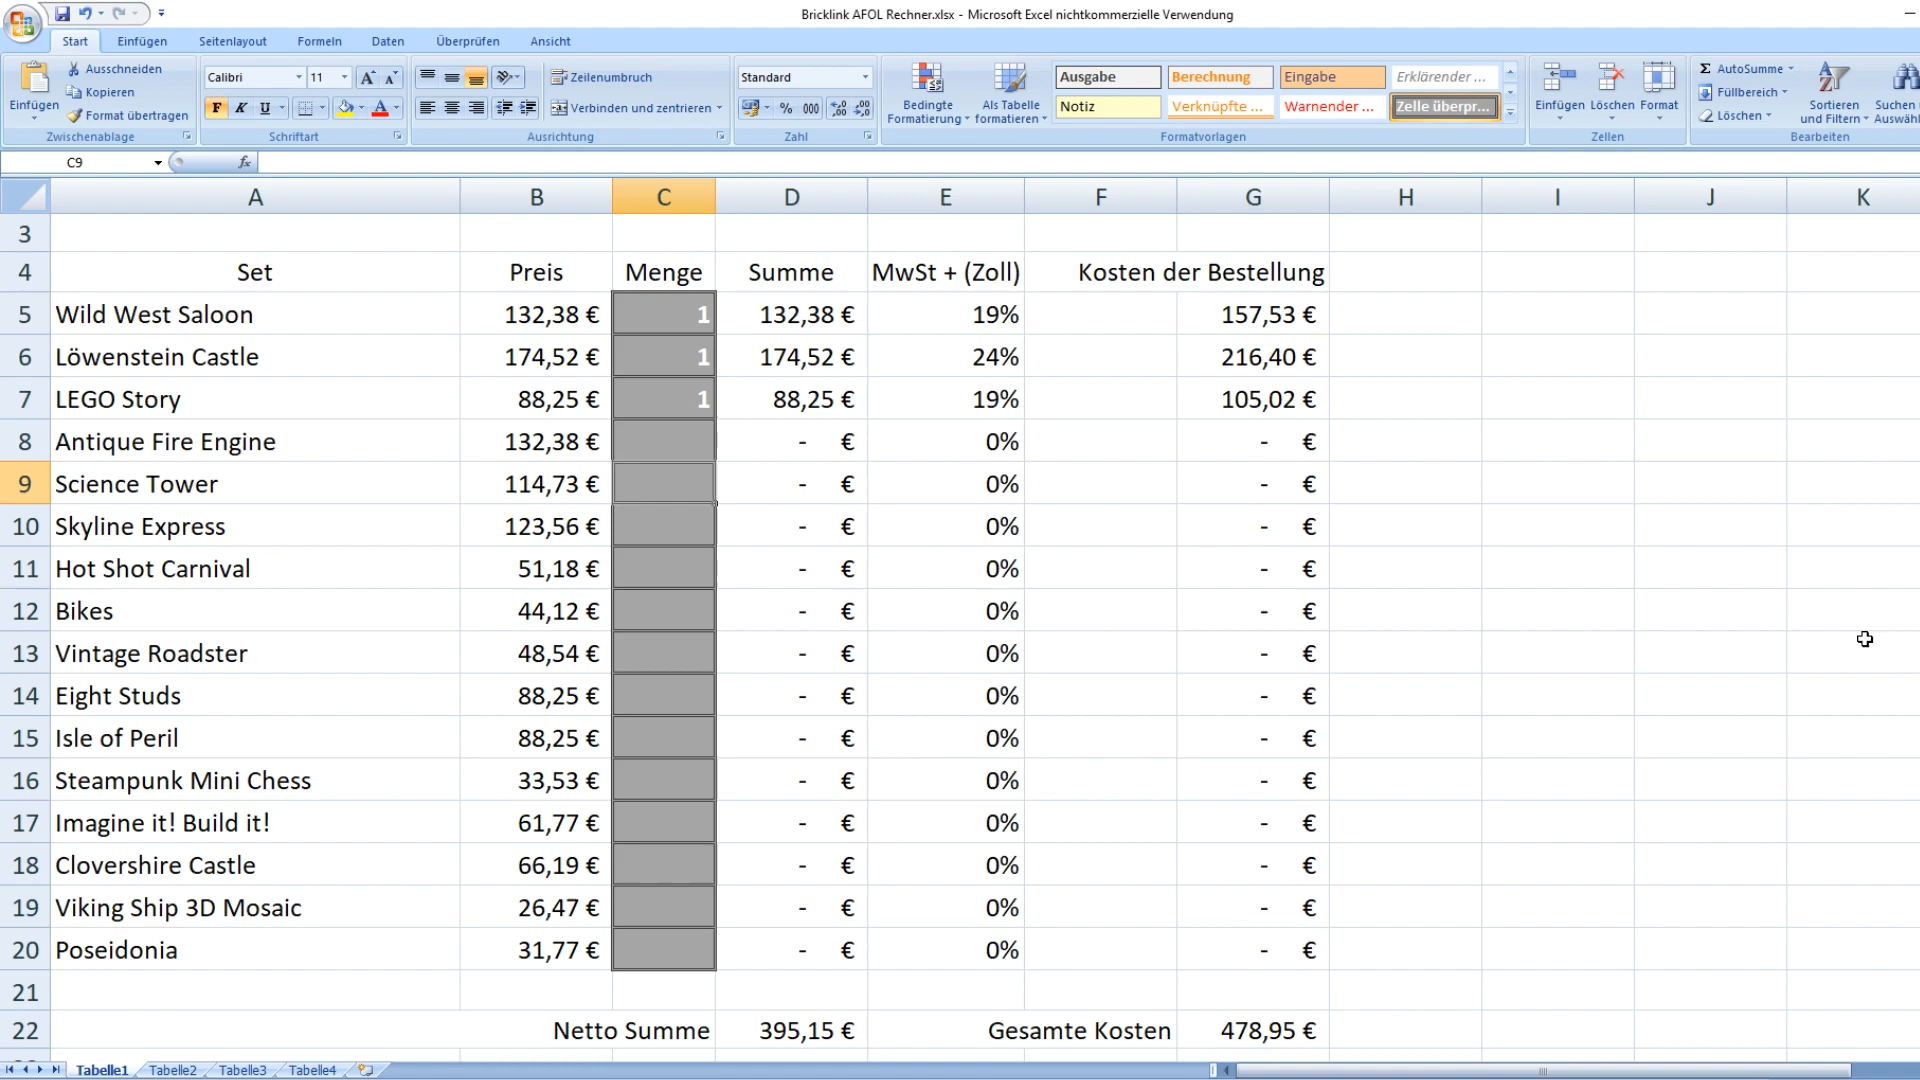 Bricklink AFOL Rechner.xlsx - Microsoft Excel nichtkommerzielle Verwendung
Start Einfügen Seitenlayout Formeln Daten Überprüfen Ansicht
Einfügen
Ausschneiden
Kopieren
Format übertragen
Zwischenablage
Calibri 11
F K U
Schriftart
Zeilenumbruch
Verbinden und zentrieren
Ausrichtung
Standard
% 000
Zahl
Bedingte Formatierung
Als Tabelle formatieren
Ausgabe Berechnung Eingabe Erklärender ...
Notiz Verknüpfte ... Warnender ... Zelle überpr...
Formatvorlagen
Einfügen Löschen Format
Zellen
Σ AutoSumme
Füllbereich
Löschen
Sortieren und Filtern
Suchen
Bearbeiten
C9 fx
A B C D E F G H I J K
3
4 Set Preis Menge Summe MwSt + (Zoll) Kosten der Bestellung
5 Wild West Saloon 132,38 € 1 132,38 € 19% 157,53 €
6 Löwenstein Castle 174,52 € 1 174,52 € 24% 216,40 €
7 LEGO Story 88,25 € 1 88,25 € 19% 105,02 €
8 Antique Fire Engine 132,38 € - € 0% - €
9 Science Tower 114,73 € - € 0% - €
10 Skyline Express 123,56 € - € 0% - €
11 Hot Shot Carnival 51,18 € - € 0% - €
12 Bikes 44,12 € - € 0% - €
13 Vintage Roadster 48,54 € - € 0% - €
14 Eight Studs 88,25 € - € 0% - €
15 Isle of Peril 88,25 € - € 0% - €
16 Steampunk Mini Chess 33,53 € - € 0% - €
17 Imagine it! Build it! 61,77 € - € 0% - €
18 Clovershire Castle 66,19 € - € 0% - €
19 Viking Ship 3D Mosaic 26,47 € - € 0% - €
20 Poseidonia 31,77 € - € 0% - €
21
22 Netto Summe 395,15 € Gesamte Kosten 478,95 €
Tabelle1 Tabelle2 Tabelle3 Tabelle4